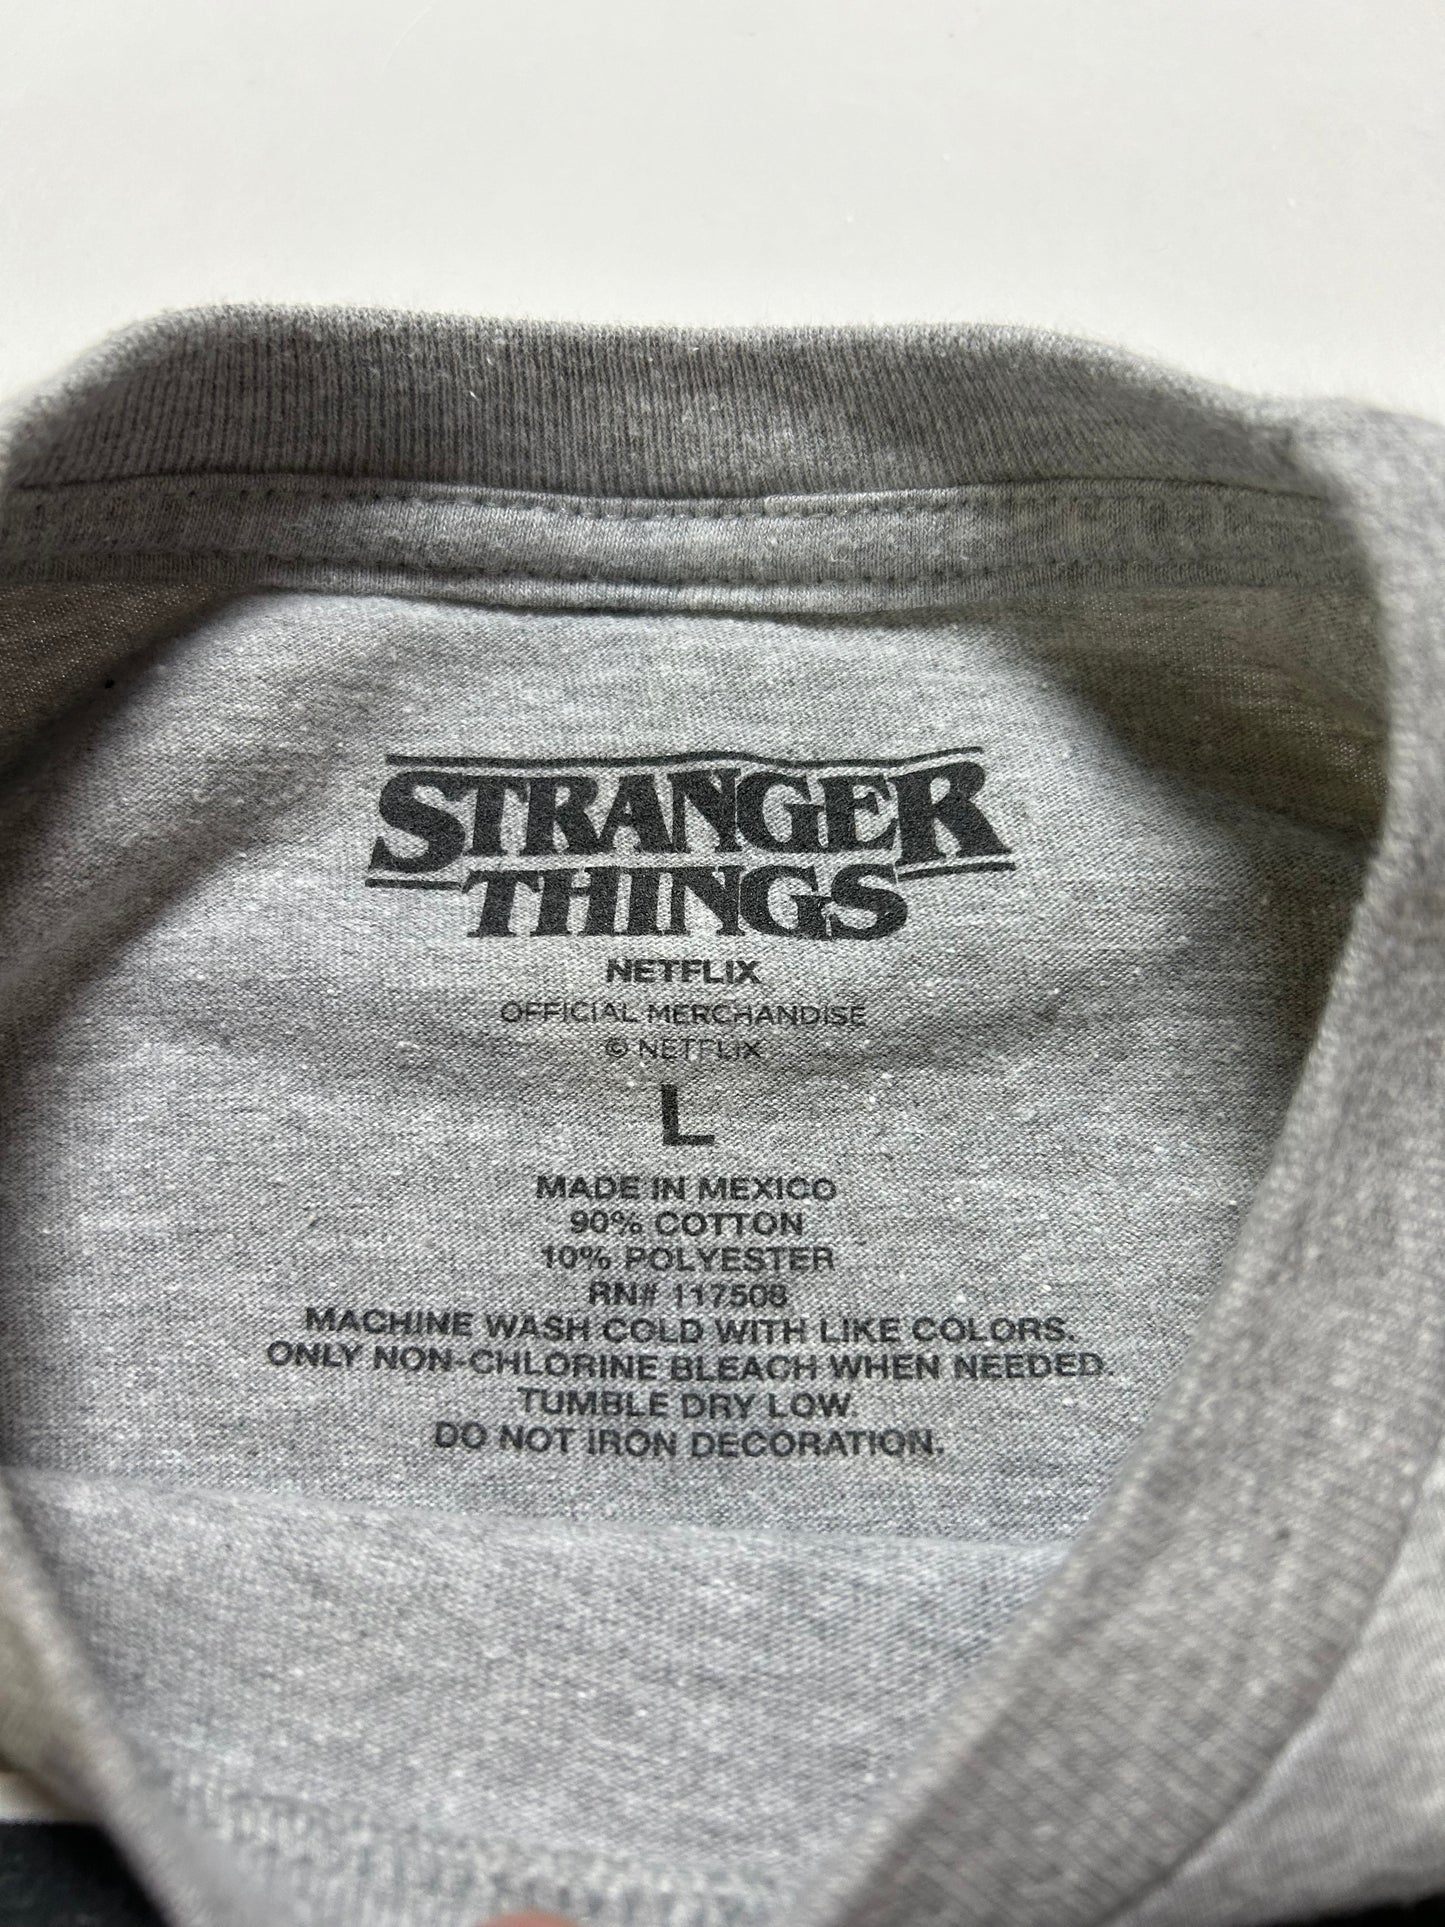 STRANGER
THINGS
NETFLIX
OFFICIAL MERCHANDISE
© NETFLIX
L
MADE IN MEXICO
90% COTTON
10% POLYESTER
RN# 117508
MACHINE WASH COLD WITH LIKE COLORS.
ONLY NON-CHLORINE BLEACH WHEN NEEDED.
TUMBLE DRY LOW.
DO NOT IRON DECORATION.